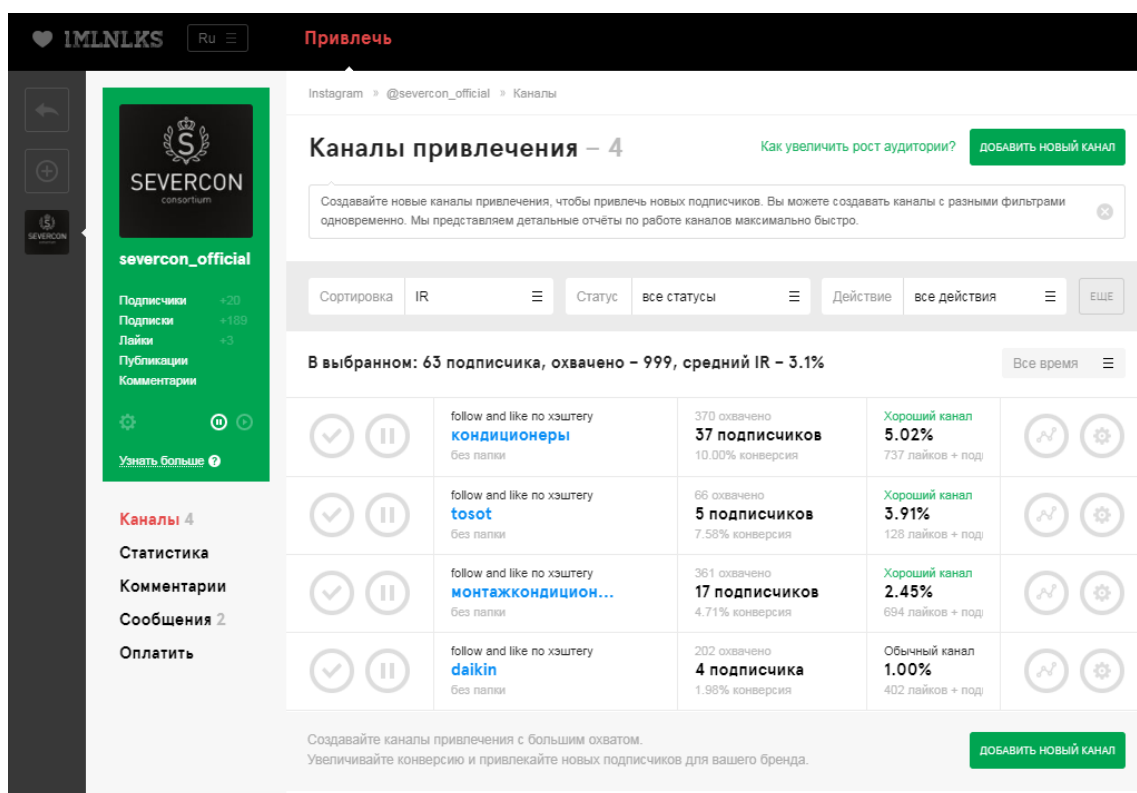 1MLNLKS
Ru
Привлечь
SEVERCON
consortium
SEVERCON
severcon_official
Подписчики +20
Подписки +189
Лайки +3
Публикации
Комментарии
Узнать больше ?
Каналы 4
Статистика
Комментарии
Сообщения 2
Оплатить
Instagram » @severcon_official » Каналы
Каналы привлечения – 4
Как увеличить рост аудитории?
ДОБАВИТЬ НОВЫЙ КАНАЛ
Создавайте новые каналы привлечения, чтобы привлечь новых подписчиков. Вы можете создавать каналы с разными фильтрами
одновременно. Мы представляем детальные отчёты по работе каналов максимально быстро.
Сортировка IR
Статус все статусы
Действие все действия
ЕЩЕ
В выбранном: 63 подписчика, охвачено – 999, средний IR – 3.1%
Все время
follow and like по хэштегу
кондиционеры
без папки
370 охвачено
37 подписчиков
10.00% конверсия
Хороший канал
5.02%
737 лайков + под
follow and like по хэштегу
tosot
без папки
66 охвачено
5 подписчиков
7.58% конверсия
Хороший канал
3.91%
128 лайков + под
follow and like по хэштегу
монтажкондицион...
без папки
361 охвачено
17 подписчиков
4.71% конверсия
Хороший канал
2.45%
694 лайков + под
follow and like по хэштегу
daikin
без папки
202 охвачено
4 подписчика
1.98% конверсия
Обычный канал
1.00%
402 лайков + под
Создавайте каналы привлечения с большим охватом.
Увеличивайте конверсию и привлекайте новых подписчиков для вашего бренда.
ДОБАВИТЬ НОВЫЙ КАНАЛ